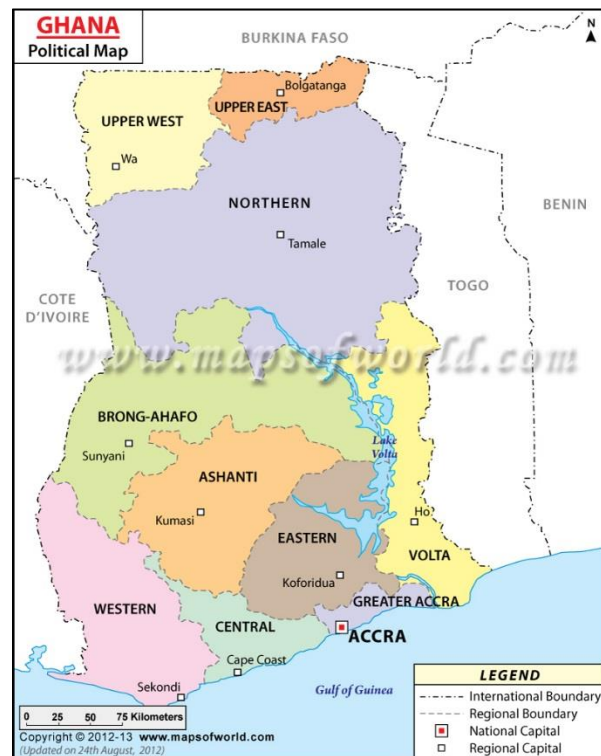 GHANA
Political Map
N
BURKINA FASO
Bolgatanga
UPPER EAST
UPPER WEST
Wa
NORTHERN
BENIN
Tamale
COTE
D'IVOIRE
TOGO
www.mapsofworld.com
BRONG-AHAFO
Sunyani
Lake
Volta
ASHANTI
Kumasi
Ho
EASTERN
VOLTA
Koforidua
WESTERN
GREATER ACCRA
CENTRAL
ACCRA
Cape Coast
Sekondi
Gulf of Guinea
LEGEND
International Boundary
Regional Boundary
National Capital
Regional Capital
0 25 50 75 Kilometers
Copyright © 2012-13 www.mapsofworld.com
(Updated on 24th August, 2012)